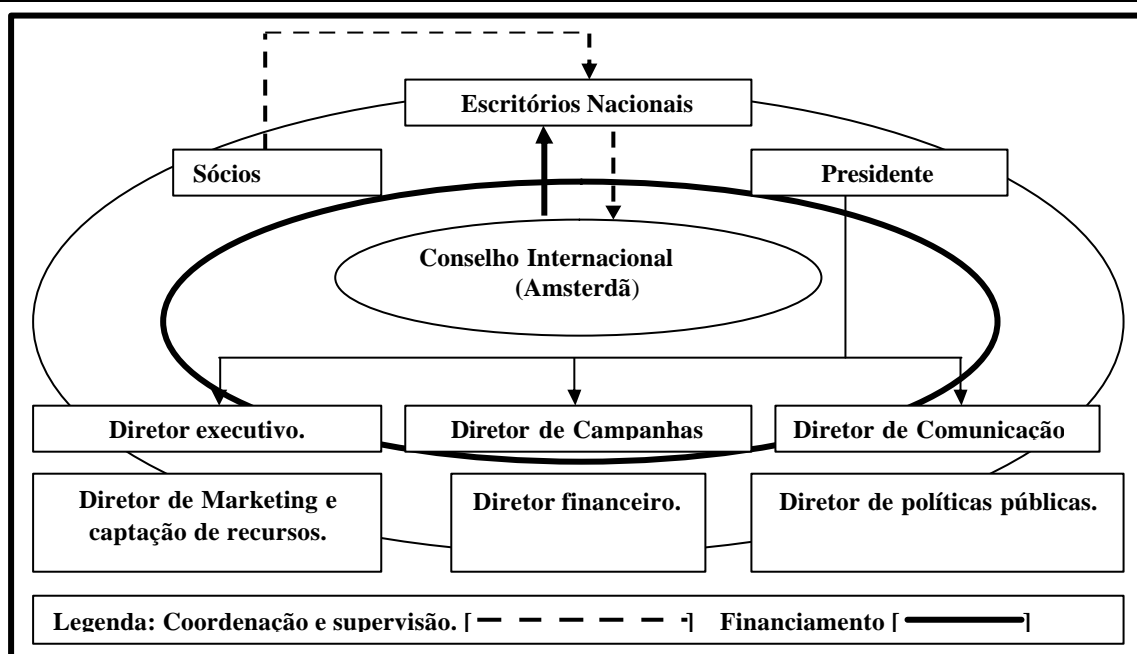 Escritórios Nacionais
Sócios
Presidente
Conselho Internacional
(Amsterdã)
Diretor executivo.
Diretor de Campanhas
Diretor de Comunicação
Diretor de Marketing e
captação de recursos.
Diretor financeiro.
Diretor de políticas públicas.
Legenda: Coordenação e supervisão. [ ] Financiamento [ ]